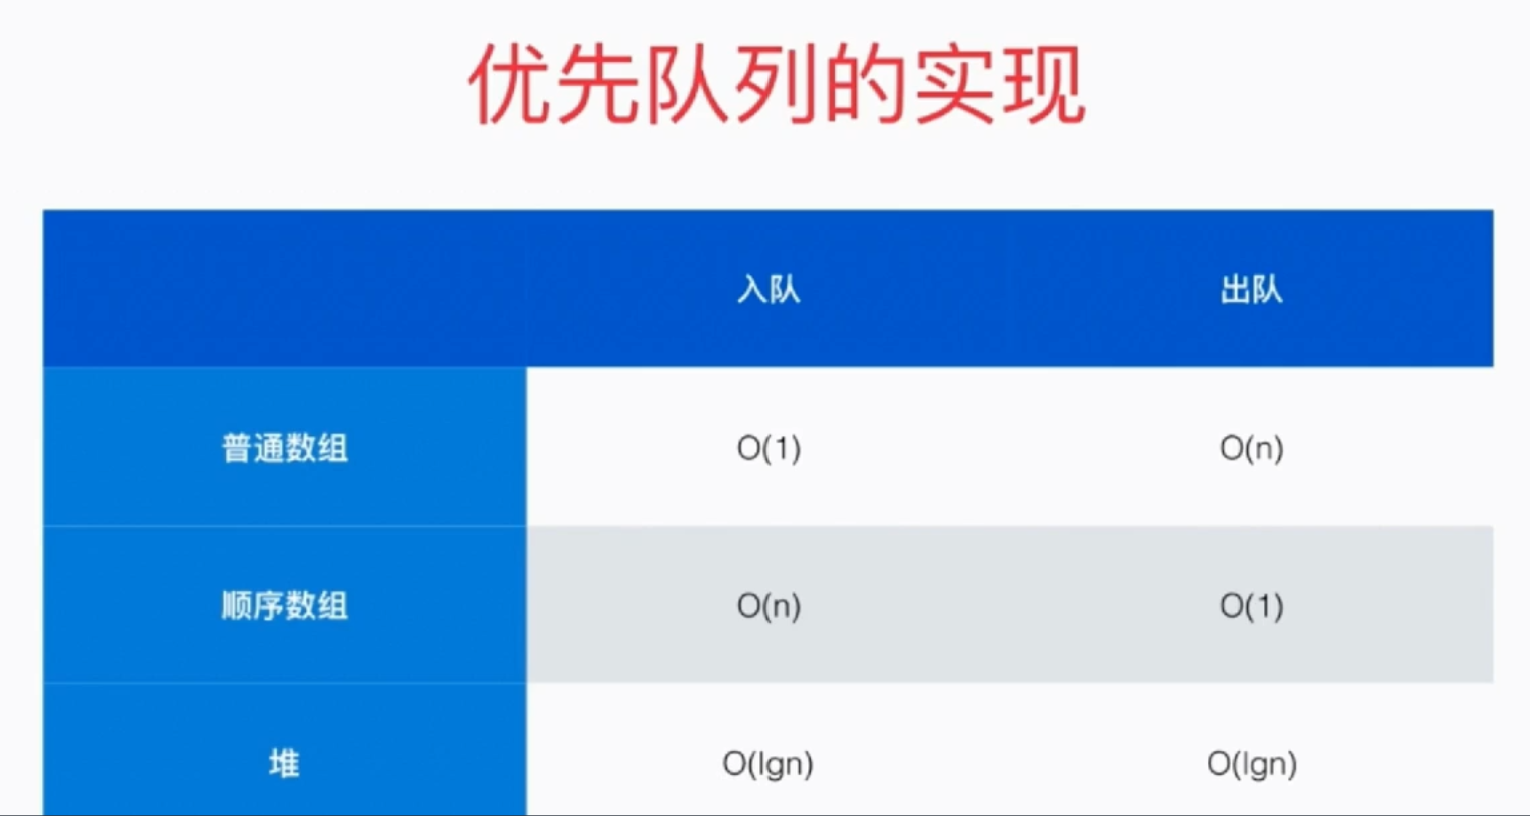 优先队列的实现
入队 出队
普通数组 O(1) O(n)
顺序数组 O(n) O(1)
堆 O(lgn) O(lgn)